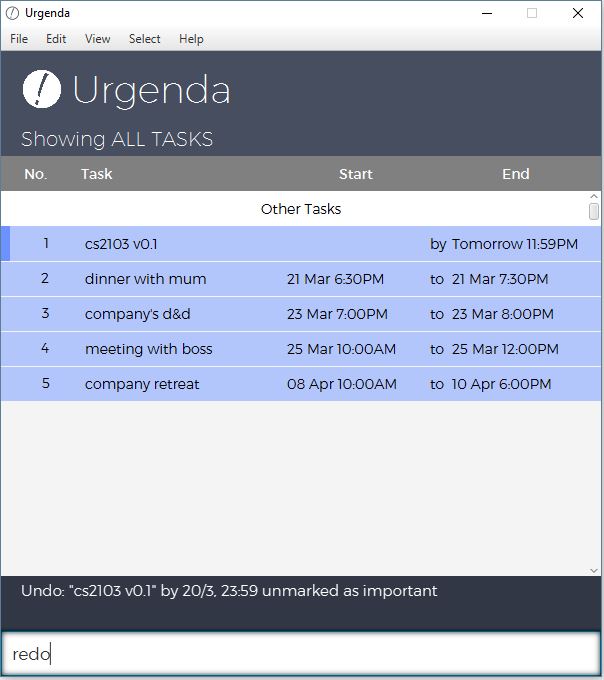 Urgenda
File Edit View Select Help
Urgenda
Showing ALL TASKS
No. Task Start End
Other Tasks
1 cs2103 v0.1 by Tomorrow 11:59PM
2 dinner with mum 21 Mar 6:30PM to 21 Mar 7:30PM
3 company's d&d 23 Mar 7:00PM to 23 Mar 8:00PM
4 meeting with boss 25 Mar 10:00AM to 25 Mar 12:00PM
5 company retreat 08 Apr 10:00AM to 10 Apr 6:00PM
Undo: "cs2103 v0.1" by 20/3, 23:59 unmarked as important
redo